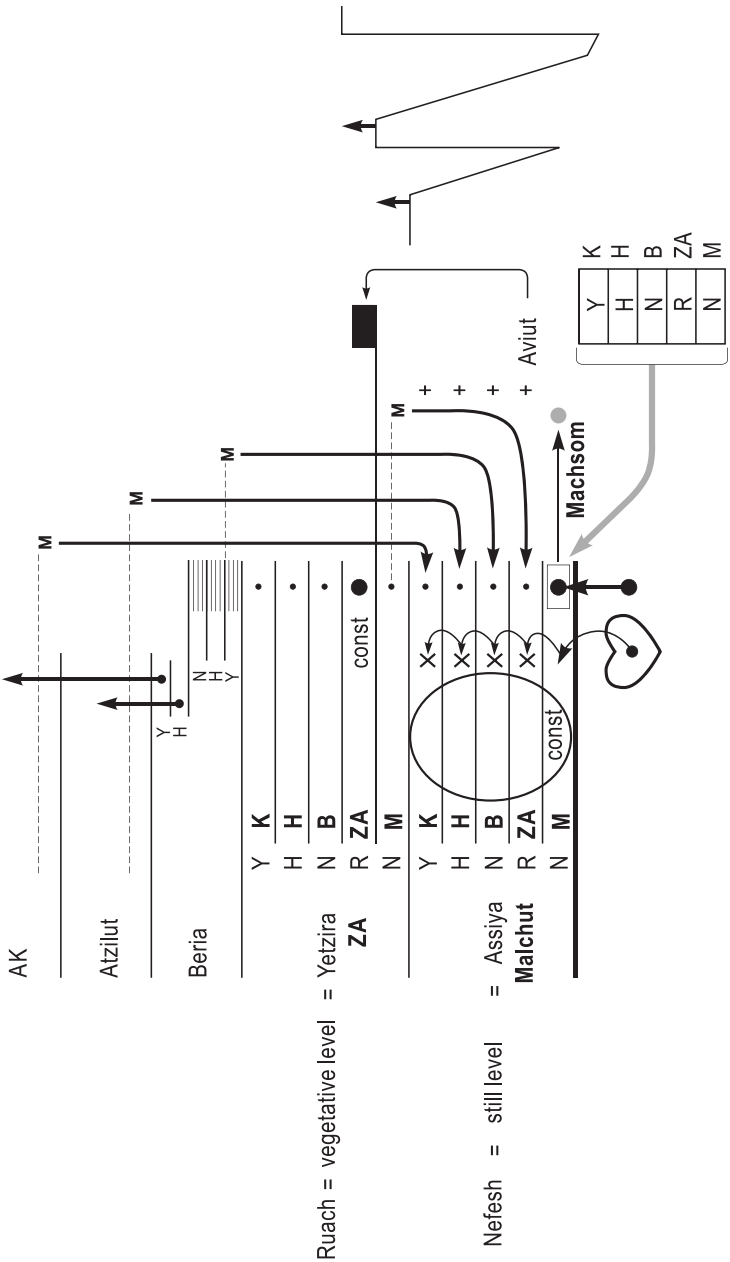 AK
M
Atzilut
M
Y
H
Beria
N
H
Y
M
Y K
H H
N B
Ruach = vegetative level = Yetzira
ZA
R ZA const
N M
M
Y K +
H H +
N B +
Nefesh = still level = Assiya
Malchut
R ZA + Aviut
N M const
Machsom
Y K
H H
N B
R ZA
N M